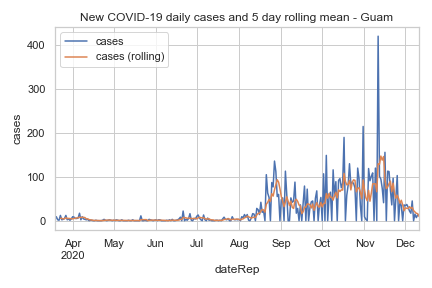 New COVID-19 daily cases and 5 day rolling mean - Guam
cases
cases (rolling)
400
300
200
100
0
cases
Apr May Jun Jul Aug Sep Oct Nov Dec
2020
dateRep